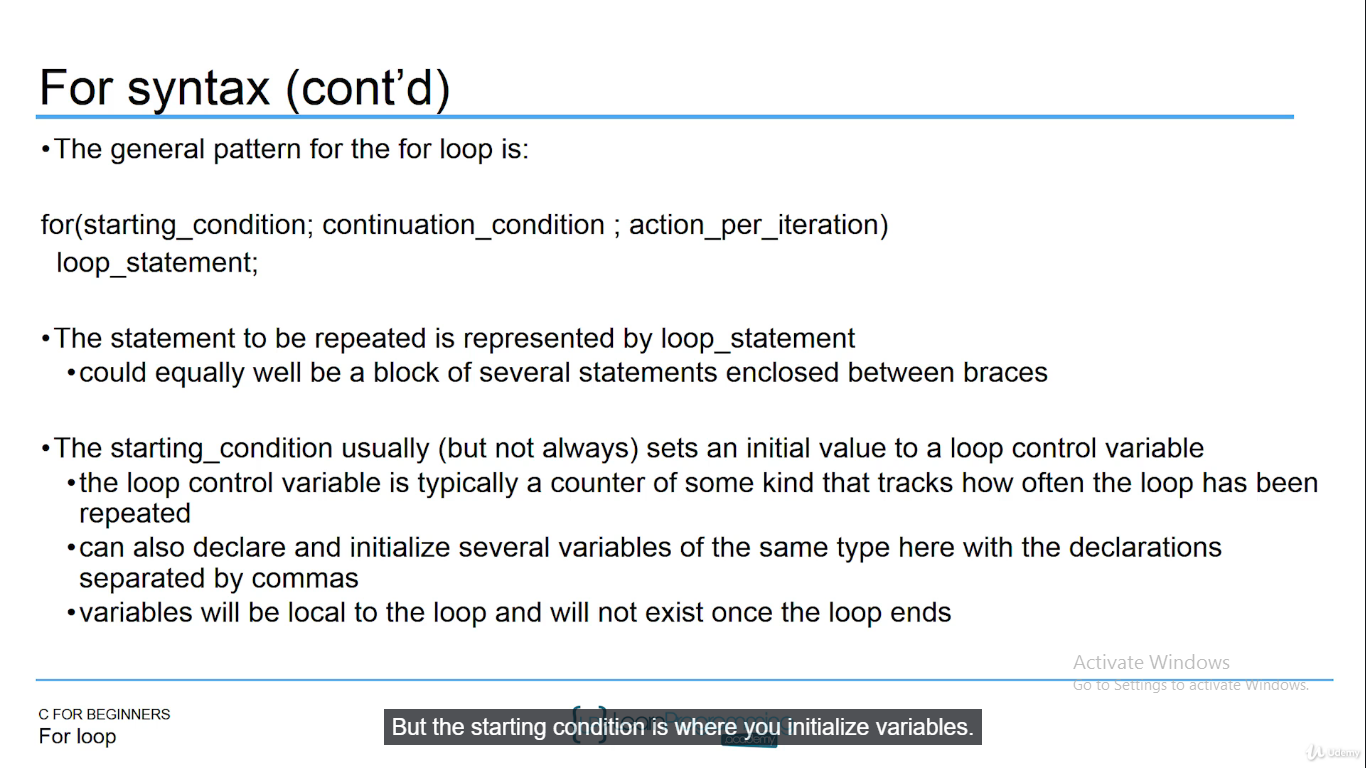 For syntax (cont’d)
•The general pattern for the for loop is:
for(starting_condition; continuation_condition ; action_per_iteration)
loop_statement;
•The statement to be repeated is represented by loop_statement
•could equally well be a block of several statements enclosed between braces
•The starting_condition usually (but not always) sets an initial value to a loop control variable
•the loop control variable is typically a counter of some kind that tracks how often the loop has been
repeated
•can also declare and initialize several variables of the same type here with the declarations
separated by commas
•variables will be local to the loop and will not exist once the loop ends
Activate Windows
Go to Settings to activate Windows.
C FOR BEGINNERS
For loop
But the starting condition is where you initialize variables.
Udemy